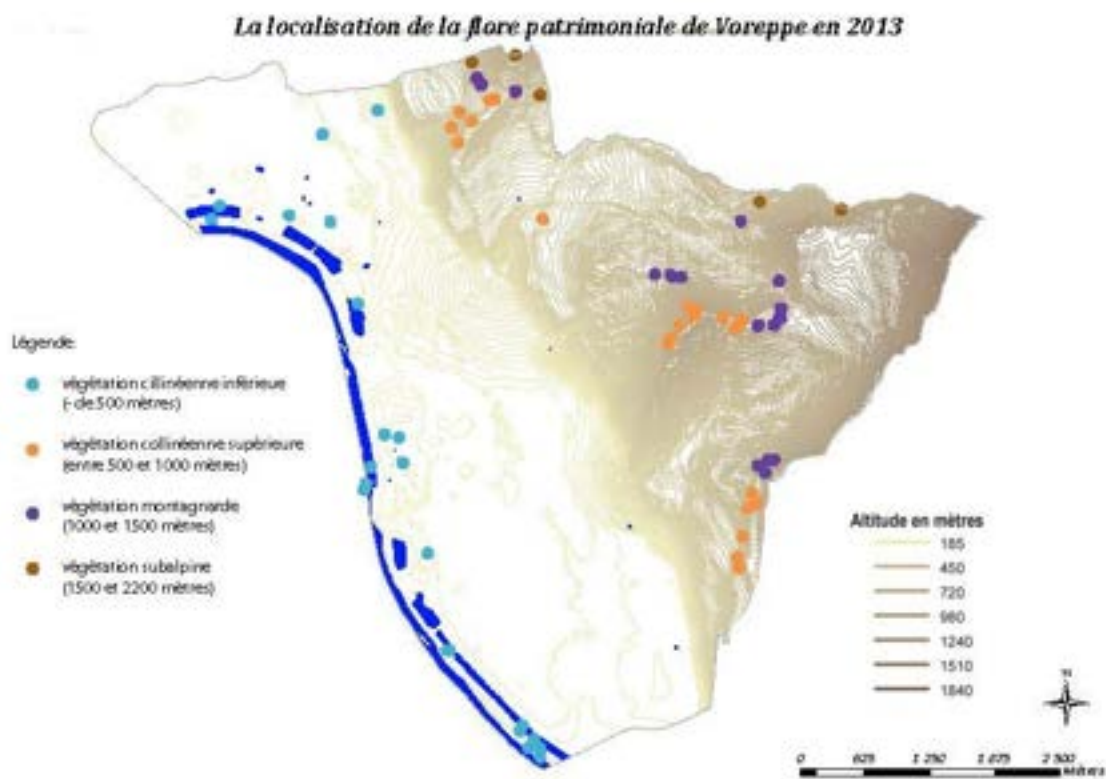 La localisation de la flore patrimoniale de Voreppe en 2013
Légende:
végétation cillinéenne inférieure
(- de 500 mètres)
végétation collinéenne supérieure
(entre 500 et 1000 mètres)
végétation montagnarde
(1000 et 1500 mètres)
végétation subalpine
(1500 et 2200 mètres)
Altitude en mètres
185
450
720
980
1240
1510
1840
N
0 625 1 250 1 875 2 500
Mètres